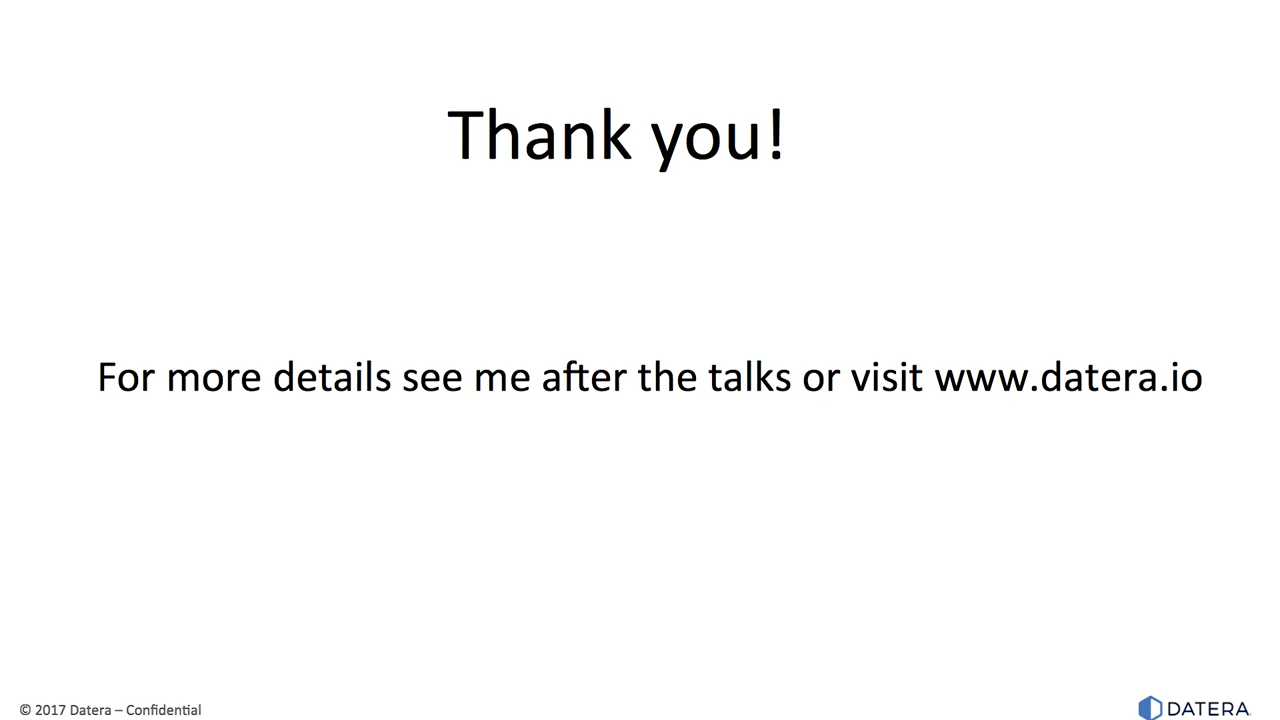 Thank you!
For more details see me after the talks or visit www.datera.io
© 2017 Datera – Confidential
DATERA